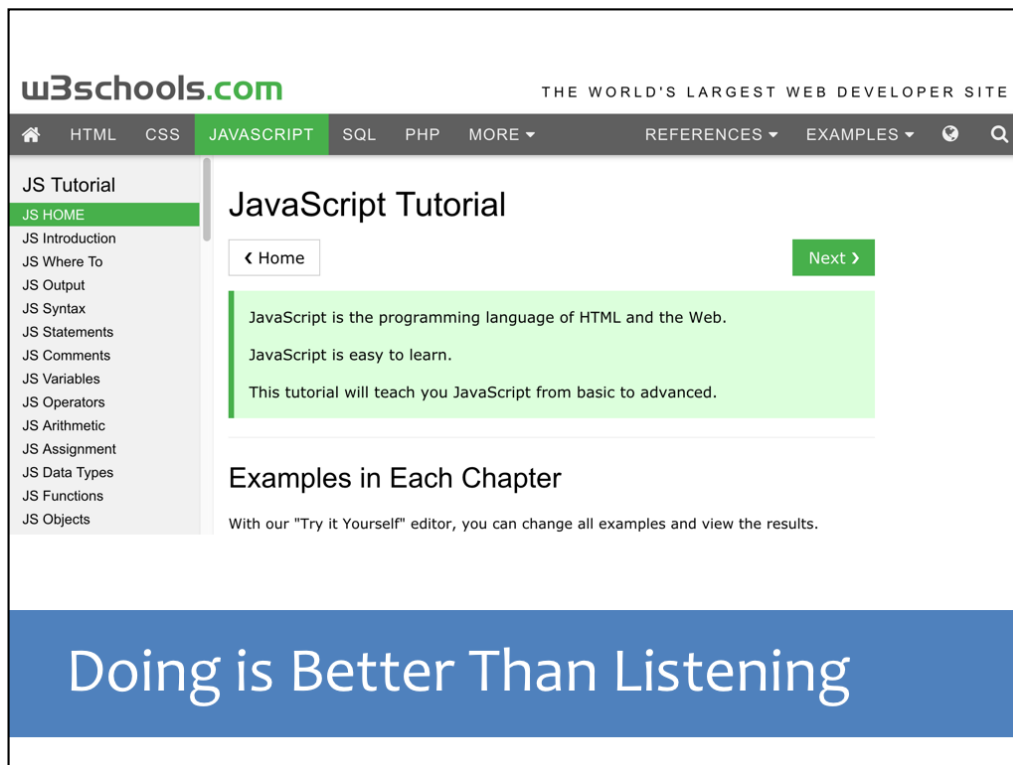 w3schools.com
THE WORLD'S LARGEST WEB DEVELOPER SITE
HTML CSS JAVASCRIPT SQL PHP MORE REFERENCES EXAMPLES
JS Tutorial
JS HOME
JS Introduction
JS Where To
JS Output
JS Syntax
JS Statements
JS Comments
JS Variables
JS Operators
JS Arithmetic
JS Assignment
JS Data Types
JS Functions
JS Objects
JavaScript Tutorial
❮ Home
Next ❯
JavaScript is the programming language of HTML and the Web.
JavaScript is easy to learn.
This tutorial will teach you JavaScript from basic to advanced.
Examples in Each Chapter
With our "Try it Yourself" editor, you can change all examples and view the results.
Doing is Better Than Listening